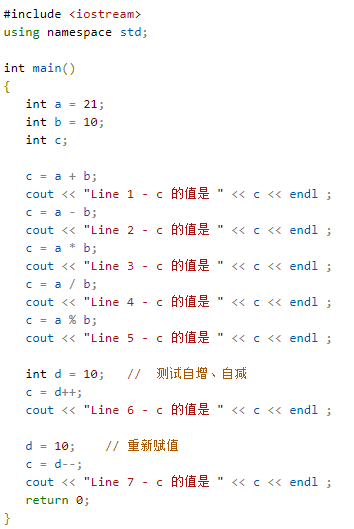 #include <iostream>
using namespace std;

int main()
{
   int a = 21;
   int b = 10;
   int c;

   c = a + b;
   cout << "Line 1 - c 的值是 " << c << endl ;
   c = a - b;
   cout << "Line 2 - c 的值是 " << c << endl ;
   c = a * b;
   cout << "Line 3 - c 的值是 " << c << endl ;
   c = a / b;
   cout << "Line 4 - c 的值是 " << c << endl ;
   c = a % b;
   cout << "Line 5 - c 的值是 " << c << endl ;

   int d = 10;   //  测试自增、自减
   c = d++;
   cout << "Line 6 - c 的值是 " << c << endl ;

   d = 10;    // 重新赋值
   c = d--;
   cout << "Line 7 - c 的值是 " << c << endl ;
   return 0;
}